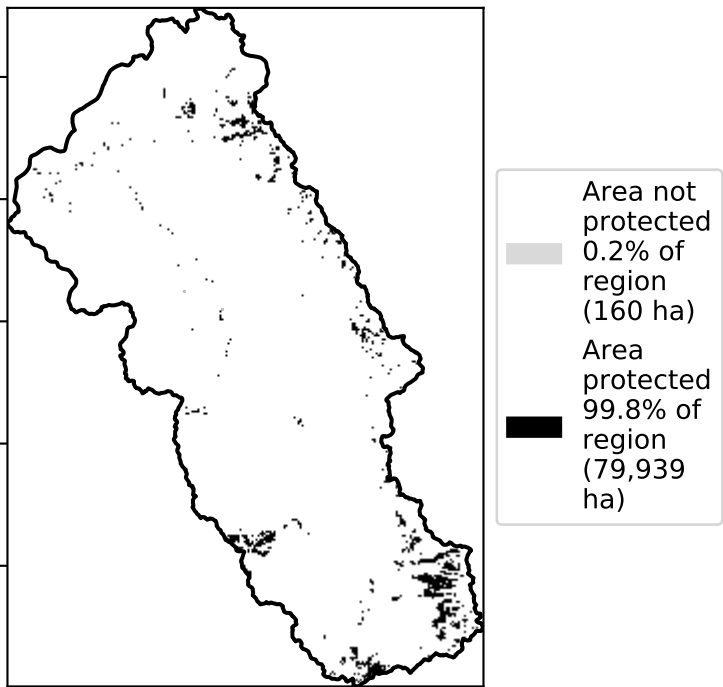 Area not
protected
0.2% of
region
(160 ha)
Area
protected
99.8% of
region
(79,939
ha)